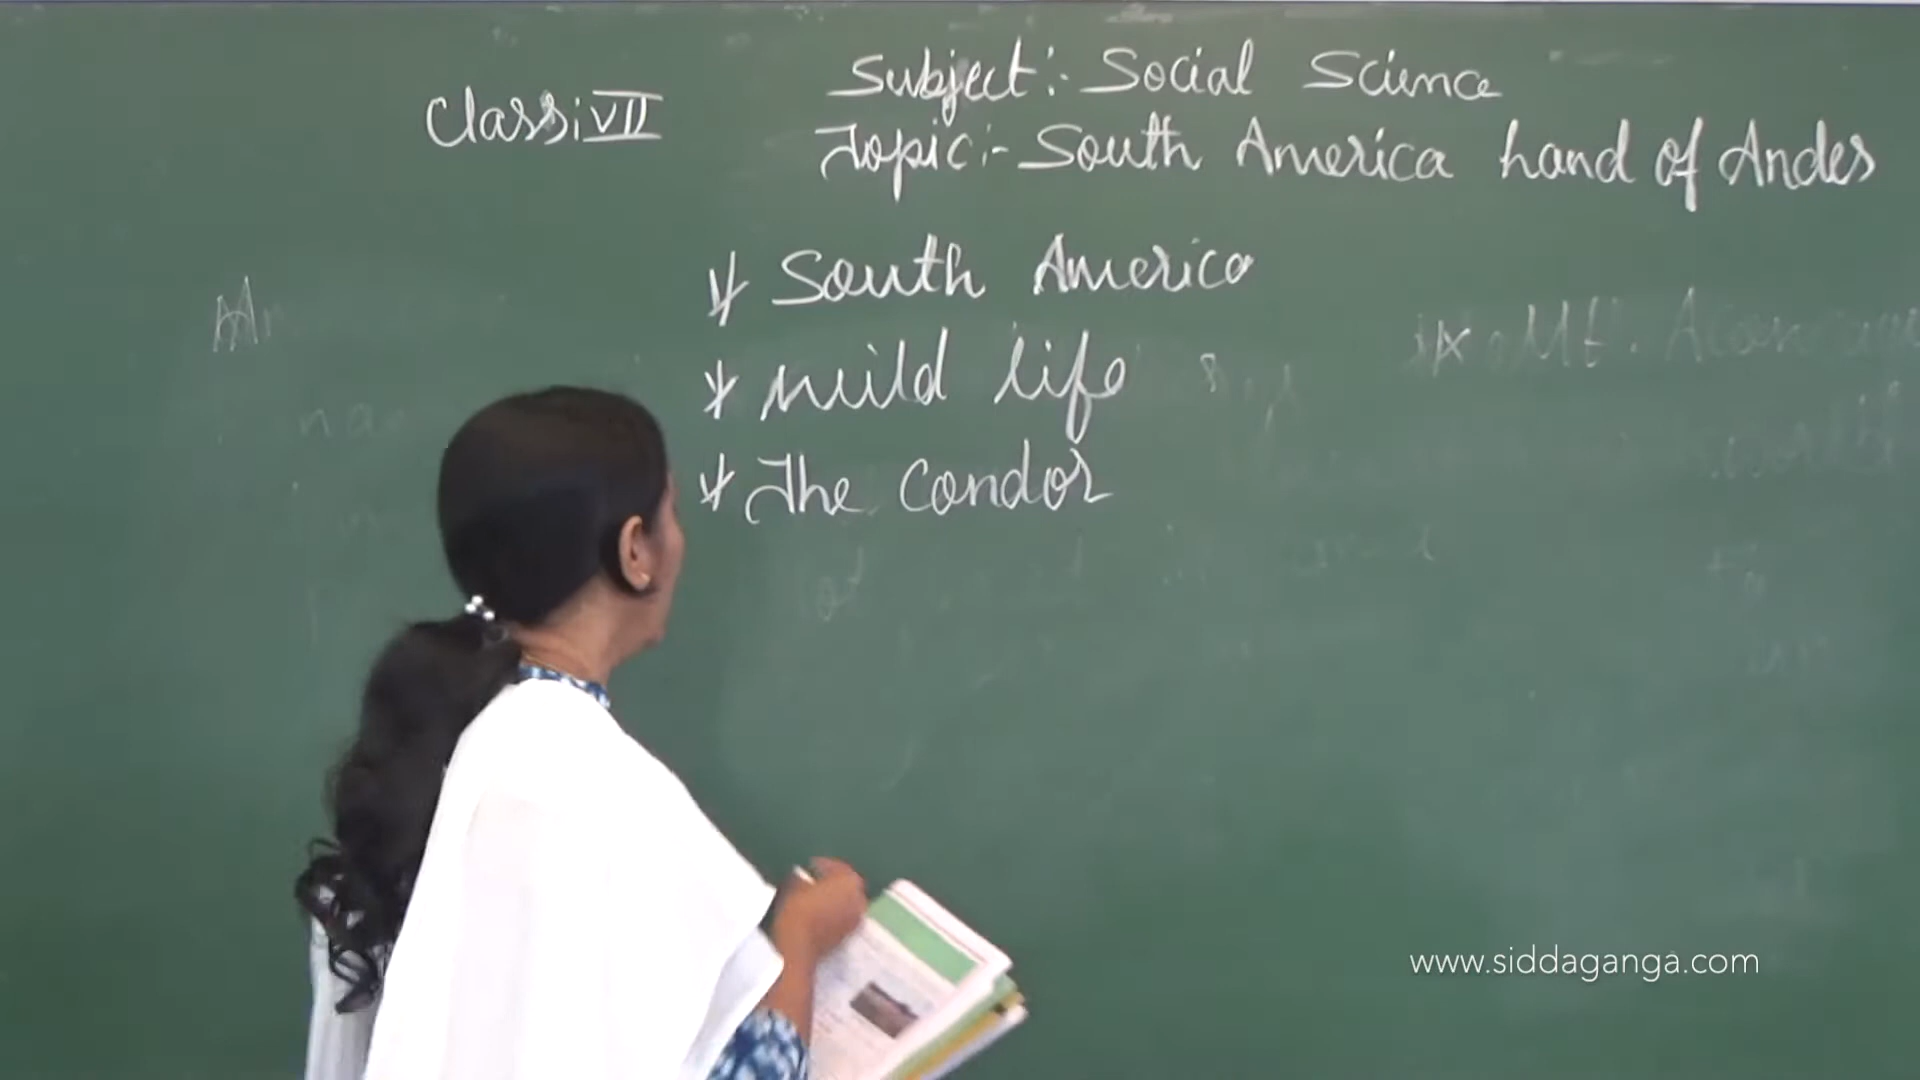 Subject:- Social Science
Class: VII
Topic:- South America hand of Andes
* South America
* wild life
* The Condor
www.siddaganga.com